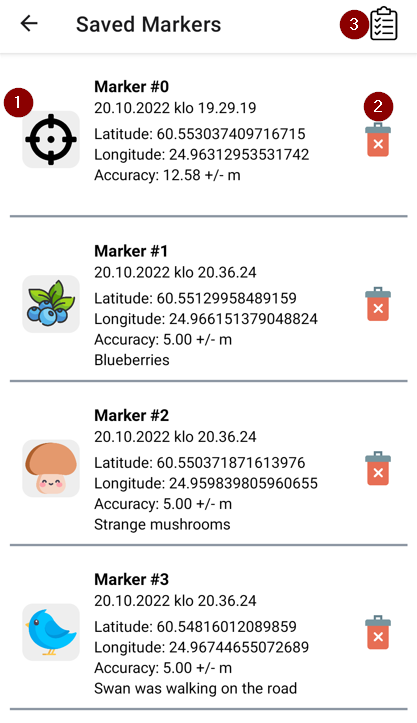 Saved Markers
3
1
Marker #0
20.10.2022 klo 19.29.19
Latitude: 60.553037409716715
Longitude: 24.96312953531742
Accuracy: 12.58 +/- m
2
Marker #1
20.10.2022 klo 20.36.24
Latitude: 60.55129958489159
Longitude: 24.966151379048824
Accuracy: 5.00 +/- m
Blueberries
Marker #2
20.10.2022 klo 20.36.24
Latitude: 60.550371871613976
Longitude: 24.959839805960655
Accuracy: 5.00 +/- m
Strange mushrooms
Marker #3
20.10.2022 klo 20.36.24
Latitude: 60.54816012089859
Longitude: 24.96744655072689
Accuracy: 5.00 +/- m
Swan was walking on the road